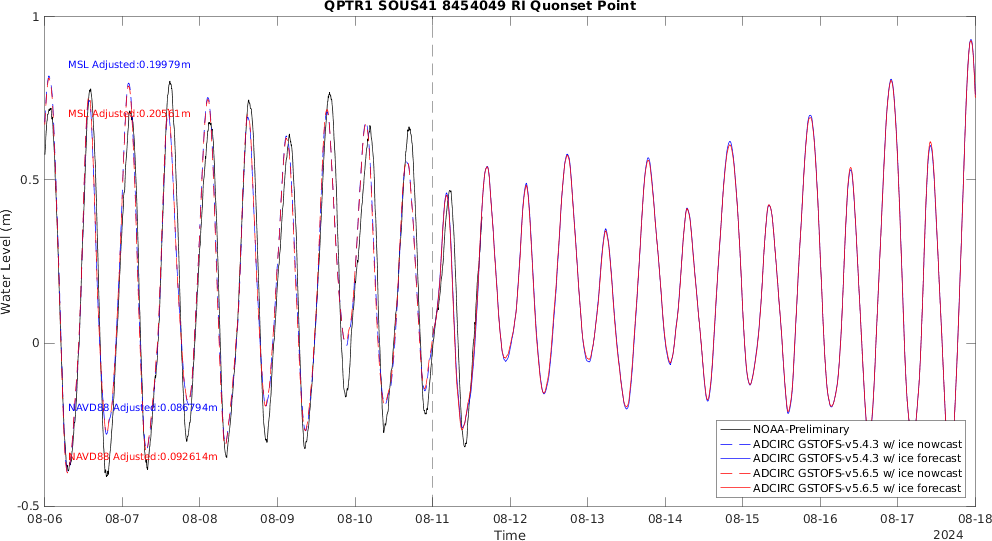 QPTR1 SOUS41 8454049 RI Quonset Point
1
0.5
0
-0.5
Water Level (m)
MSL Adjusted:0.19979m
MSL Adjusted:0.20561m
NAVD88 Adjusted:0.086794m
NAVD88 Adjusted:0.092614m
NOAA-Preliminary
ADCIRC GSTOFS-v5.4.3 w/ ice nowcast
ADCIRC GSTOFS-v5.4.3 w/ ice forecast
ADCIRC GSTOFS-v5.6.5 w/ ice nowcast
ADCIRC GSTOFS-v5.6.5 w/ ice forecast
08-06 08-07 08-08 08-09 08-10 08-11 08-12 08-13 08-14 08-15 08-16 08-17 08-18
Time
2024